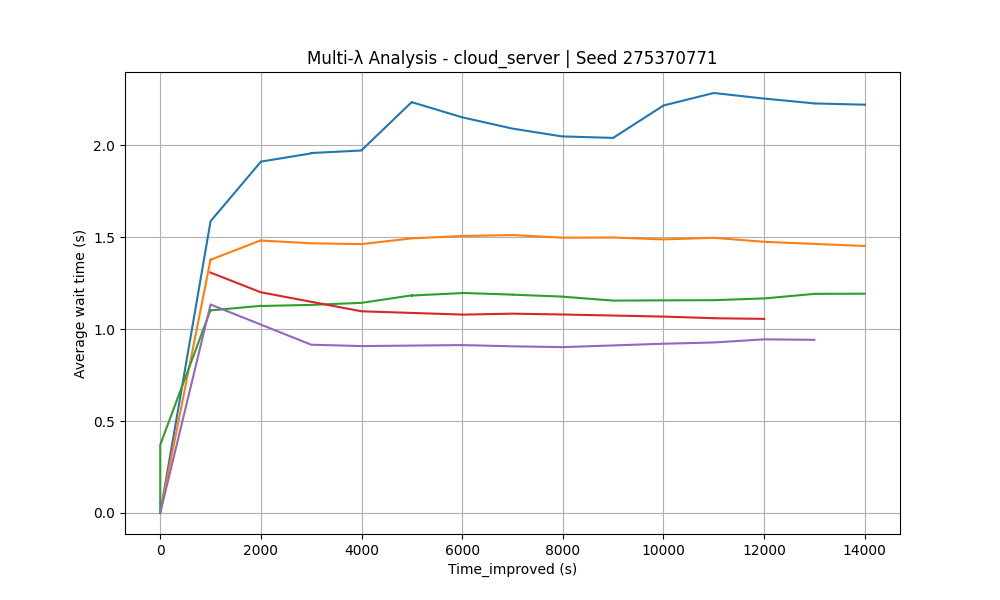 Multi-λ Analysis - cloud_server | Seed 275370771
Average wait time (s)
2.0
1.5
1.0
0.5
0.0
0 2000 4000 6000 8000 10000 12000 14000
Time_improved (s)